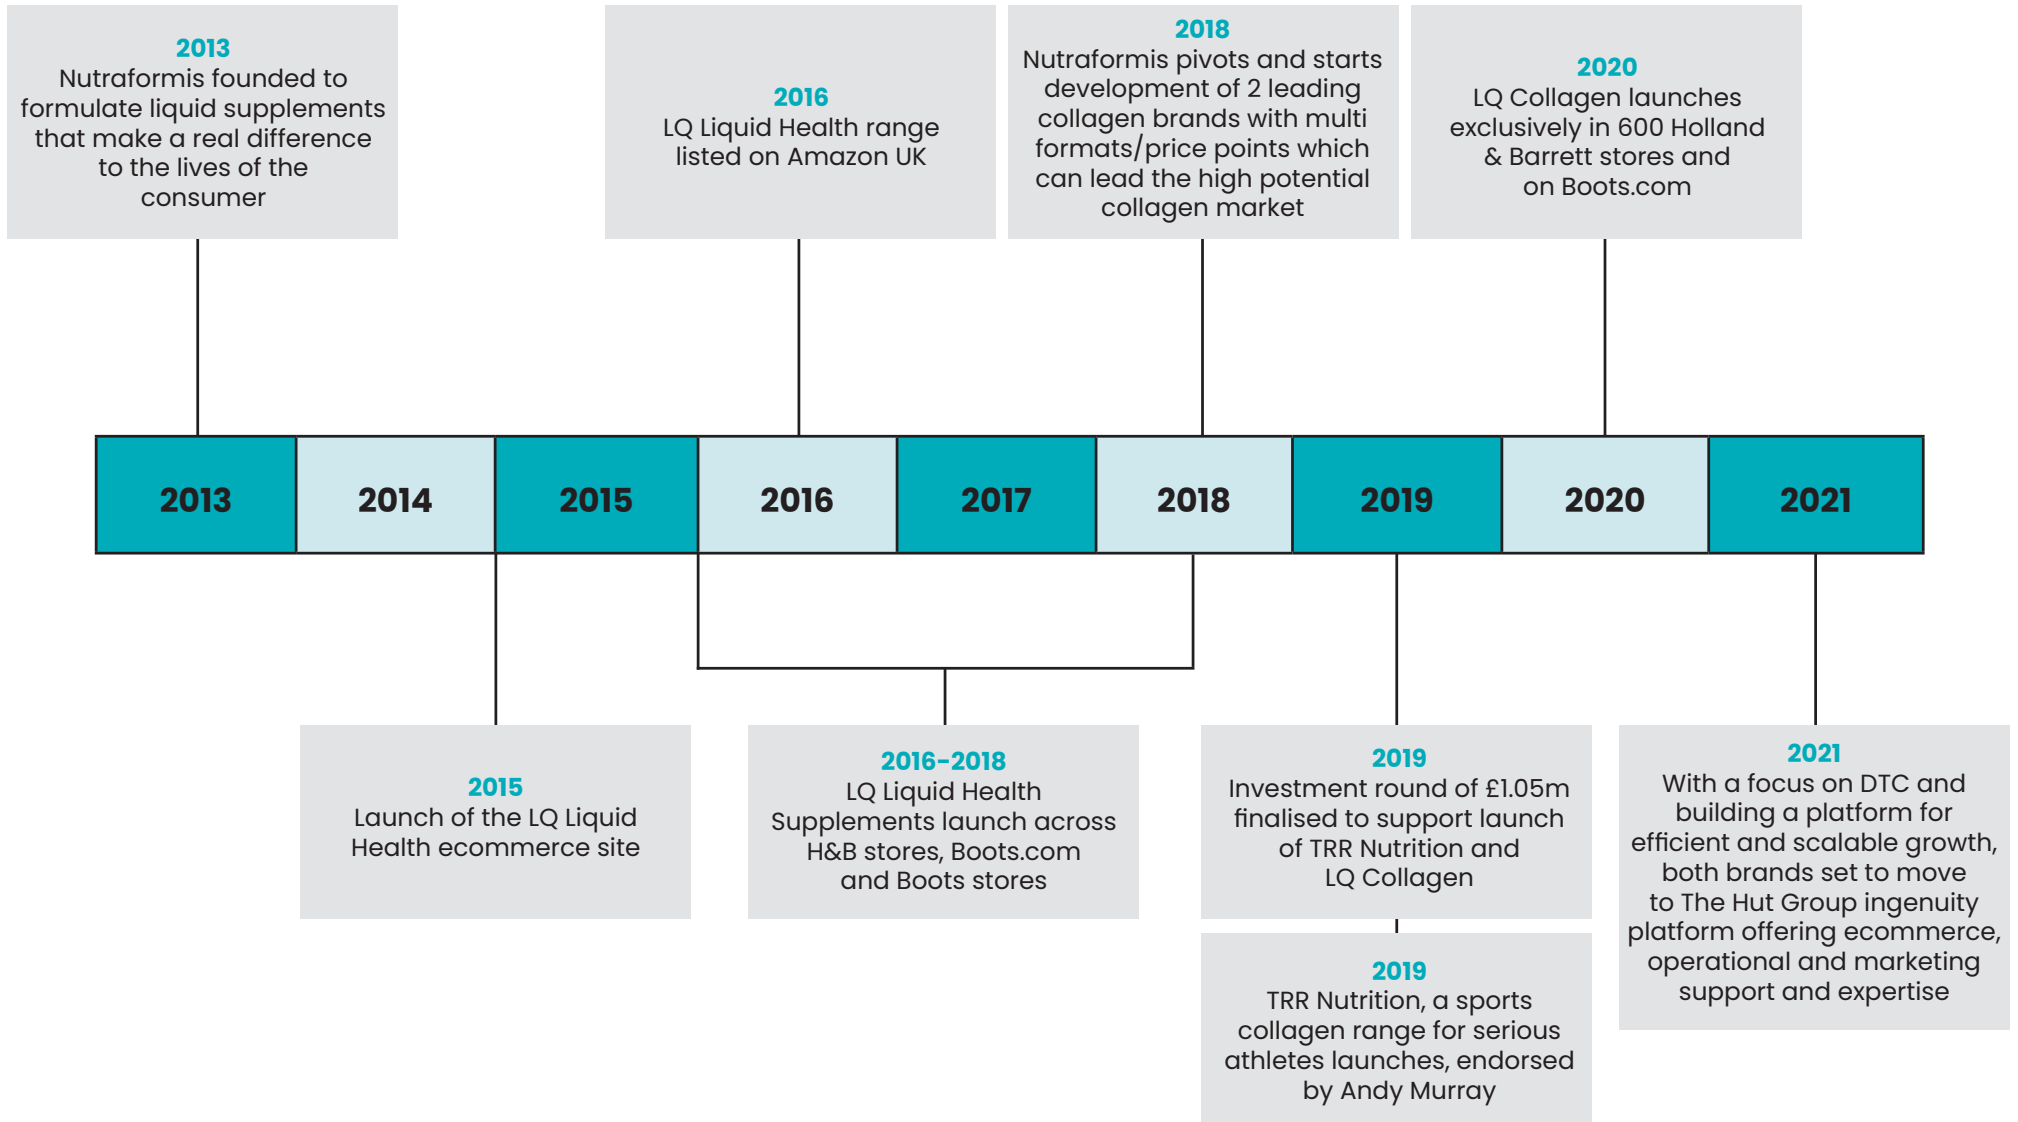 2013
Nutraformis founded to
formulate liquid supplements
that make a real difference
to the lives of the
consumer
2016
LQ Liquid Health range
listed on Amazon UK
2018
Nutraformis pivots and starts
development of 2 leading
collagen brands with multi
formats/price points which
can lead the high potential
collagen market
2020
LQ Collagen launches
exclusively in 600 Holland
& Barrett stores and
on Boots.com
2013
2014
2015
2016
2017
2018
2019
2020
2021
2015
Launch of the LQ Liquid
Health ecommerce site
2016-2018
LQ Liquid Health
Supplements launch across
H&B stores, Boots.com
and Boots stores
2019
Investment round of £1.05m
finalised to support launch
of TRR Nutrition and
LQ Collagen
2019
TRR Nutrition, a sports
collagen range for serious
athletes launches, endorsed
by Andy Murray
2021
With a focus on DTC and
building a platform for
efficient and scalable growth,
both brands set to move
to The Hut Group ingenuity
platform offering ecommerce,
operational and marketing
support and expertise